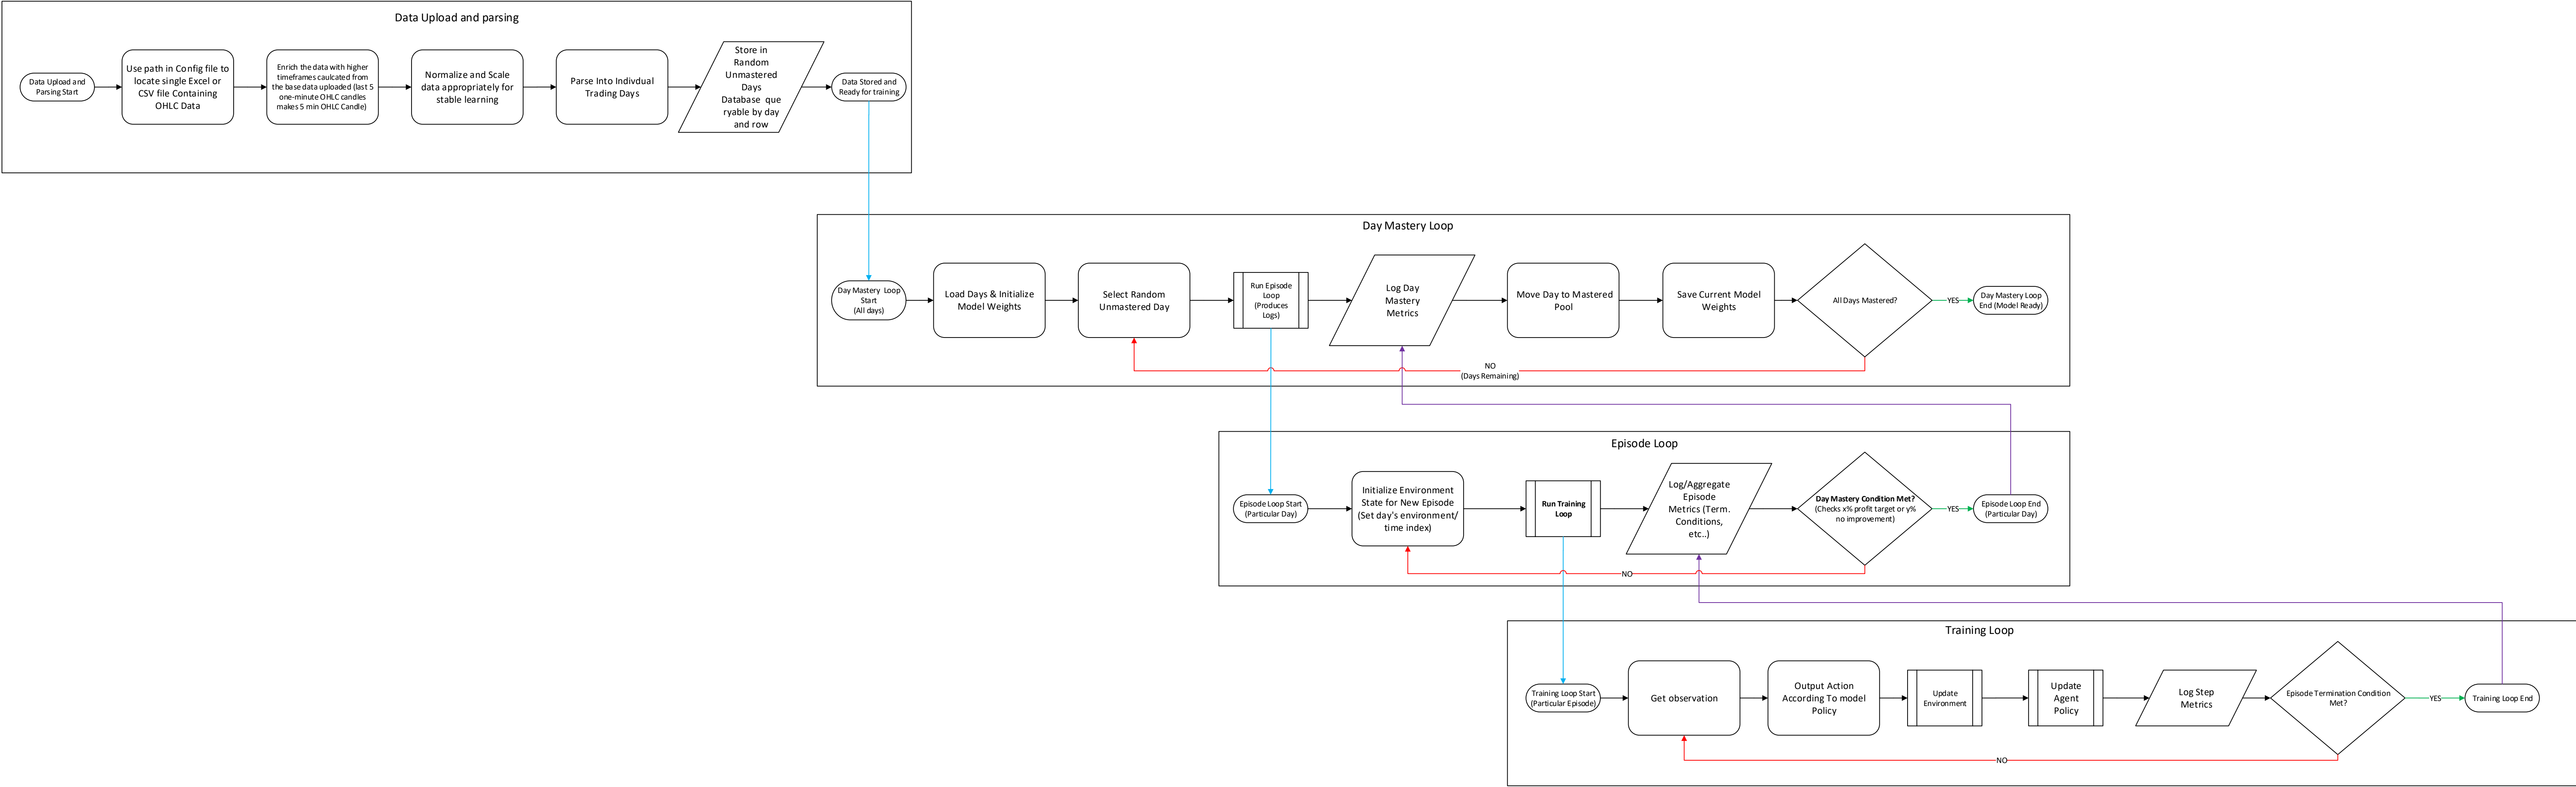 Data Upload and parsing
Data Upload and
Parsing Start
Use path in Config file to
locate single Excel or
CSV file Containing
OHLC Data
Enrich the data with higher
timeframes caulcated from
the base data uploaded (last 5
one-minute OHLC candles
makes 5 min OHLC Candle)
Normalize and Scale
data appropriately for
stable learning
Parse Into Indivdual
Trading Days
Store in
Random
Unmastered
Days
Database que
ryable by day
and row
Data Stored and
Ready for training
Day Mastery Loop
Day Mastery Loop
Start
(All days)
Load Days & Initialize
Model Weights
Select Random
Unmastered Day
Run Episode
Loop
(Produces
Logs)
Log Day
Mastery
Metrics
Move Day to Mastered
Pool
Save Current Model
Weights
All Days Mastered?
YES
Day Mastery Loop
End (Model Ready)
NO
(Days Remaining)
Episode Loop
Episode Loop Start
(Particular Day)
Initialize Environment
State for New Episode
(Set day's environment/
time index)
Run Training
Loop
Log/Aggregate
Episode
Metrics (Term.
Conditions,
etc..)
Day Mastery Condition Met?
(Checks x% profit target or y%
no improvement)
YES
Episode Loop End
(Particular Day)
NO
Training Loop
Training Loop Start
(Particular Episode)
Get observation
Output Action
According To model
Policy
Update
Environment
Update
Agent
Policy
Log Step
Metrics
Episode Termination Condition
Met?
YES
Training Loop End
NO